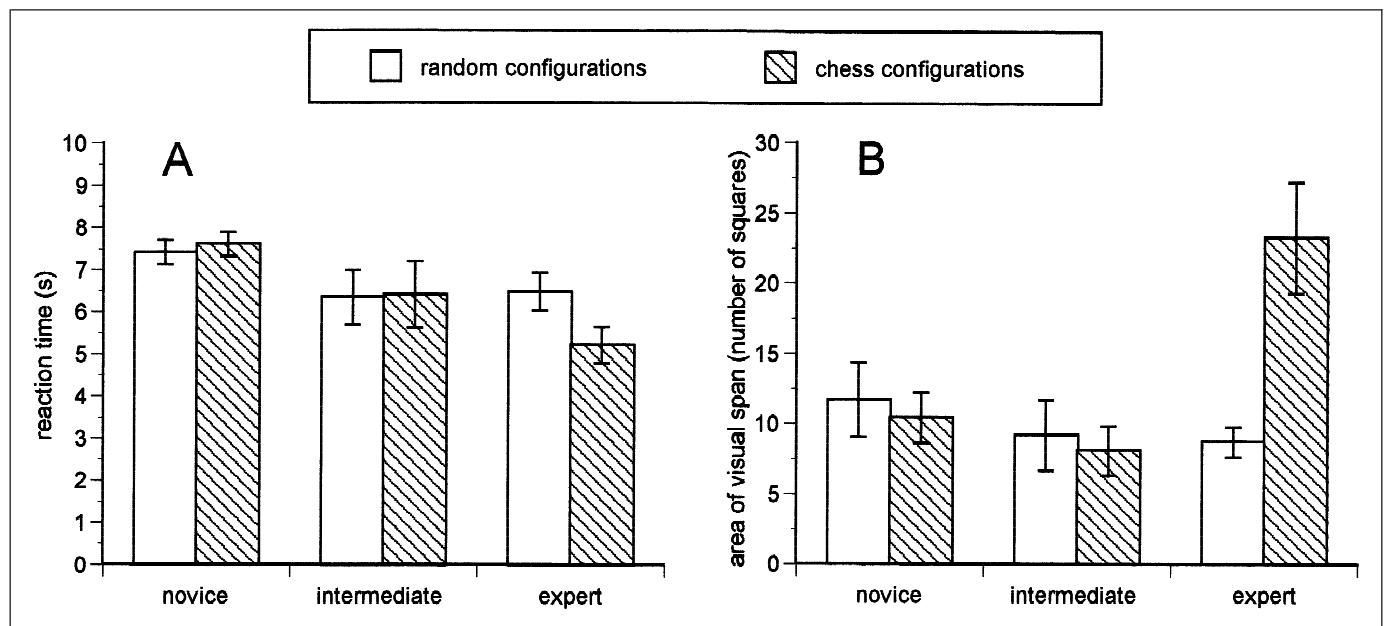 random configurations
chess configurations
A
10
9
8
7
6
5
4
3
2
1
0
reaction time (s)
novice
intermediate
expert
B
30
25
20
15
10
5
0
area of visual span (number of squares)
novice
intermediate
expert